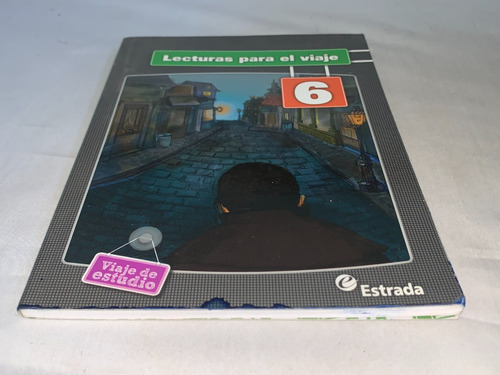 Lecturas para el viaje
6
Viaje de
estudio
Estrada